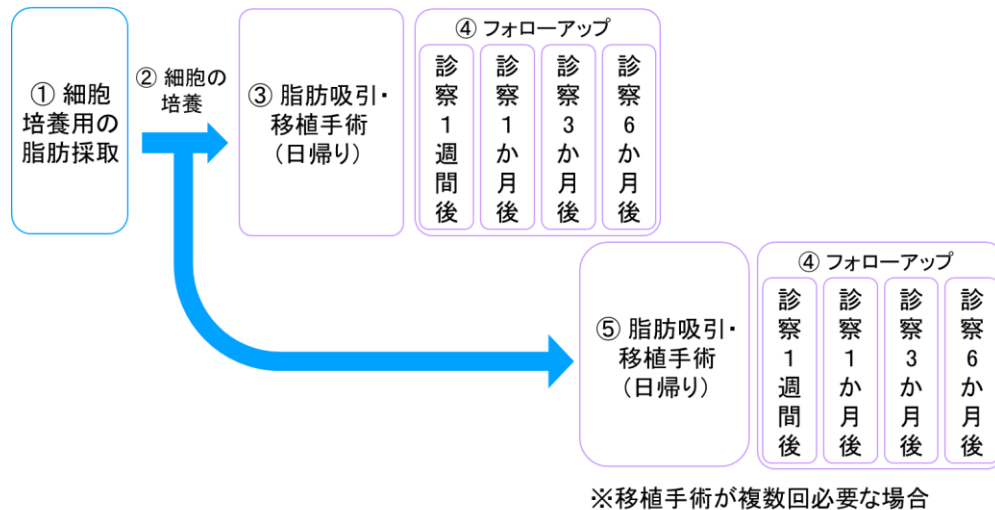 ① 細胞
培養用の
脂肪採取
② 細胞の
培養
③ 脂肪吸引・
移植手術
(日帰り)
④ フォローアップ
診察1週間後
診察1か月後
診察3か月後
診察6か月後
⑤ 脂肪吸引・
移植手術
(日帰り)
④ フォローアップ
診察1週間後
診察1か月後
診察3か月後
診察6か月後
※移植手術が複数回必要な場合